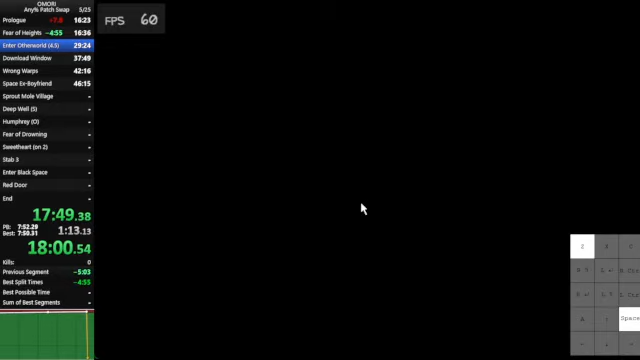 OMORI
Any% Patch Swap 5/25
Prologue +7.8 16:23
Fear of Heights −4:55 16:36
Enter Otherworld (4.5) 29:24
Download Window 37:49
Wrong Warps 42:16
Space Ex-Boyfriend 46:15
Sprout Mole Village -
Deep Well (5) -
Humphrey (O) -
Fear of Drowning -
Sweetheart (on 2) -
Stab 3 -
Enter Black Space -
Red Door -
End -
17:49.38
PB: 7:52.29
Best: 7:50.31
1:13.13
18:00.54
Kills: 0
Previous Segment −5:03
Best Split Times −4:55
Best Possible Time -
Sum of Best Segments -
FPS 60
Z X C
Space